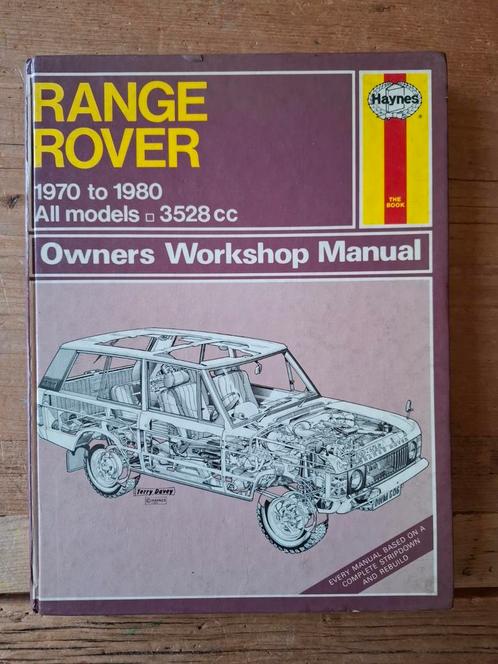 RANGE
ROVER
Haynes
®
THE
BOOK
1970 to 1980
All models □ 3528 cc
Owners Workshop Manual
Terry Davey
© HAYNES
EVERY MANUAL BASED ON A
COMPLETE STRIPDOWN
AND REBUILD